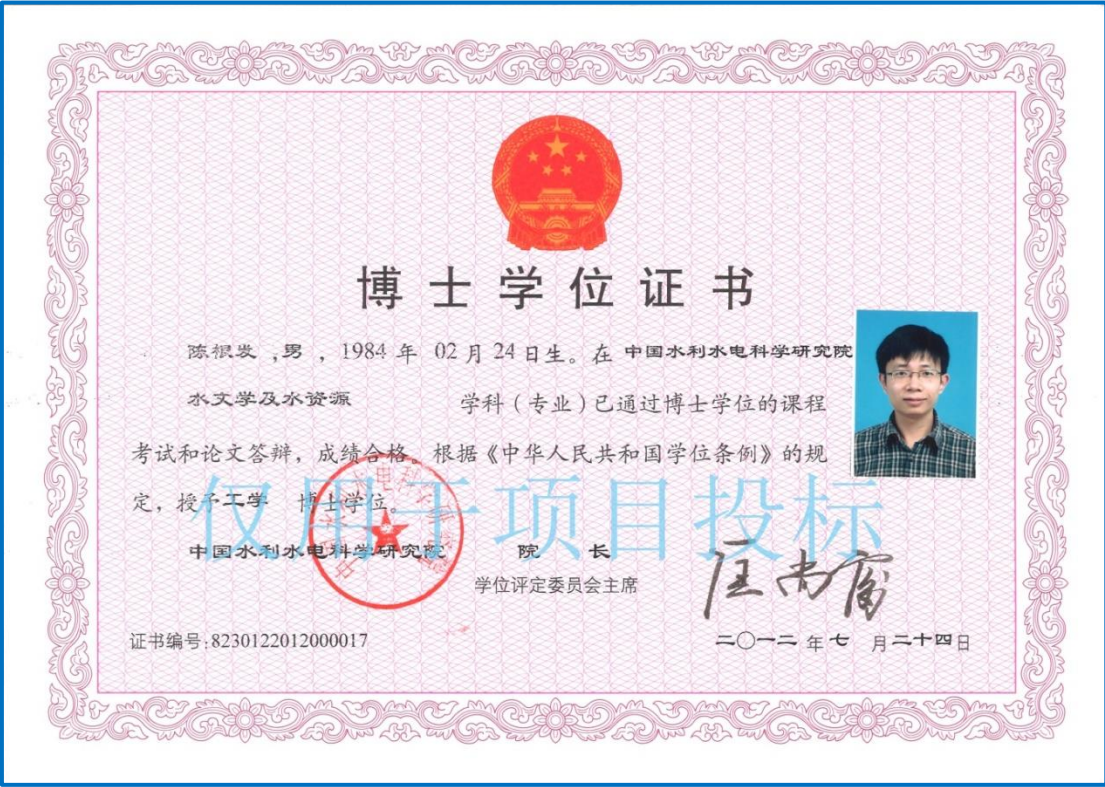 博士学位证书
陈根发 ,男 ,1984 年 02 月 24 日生。在 中国水利水电科学研究院
水文学及水资源 学科(专业)已通过博士学位的课程
考试和论文答辩,成绩合格。根据《中华人民共和国学位条例》的规
定,授予工学 博士学位。
仅用于项目投标
中国水利水电科学研究院 院 长 匡尚富
学位评定委员会主席
证书编号:8230122012000017 二〇一二 年 七 月 二十四日